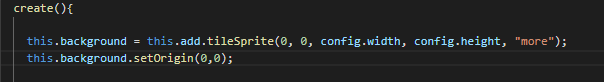 create(){
this.background = this.add.tileSprite(0, 0, config.width, config.height, "more");
this.background.setOrigin(0,0);